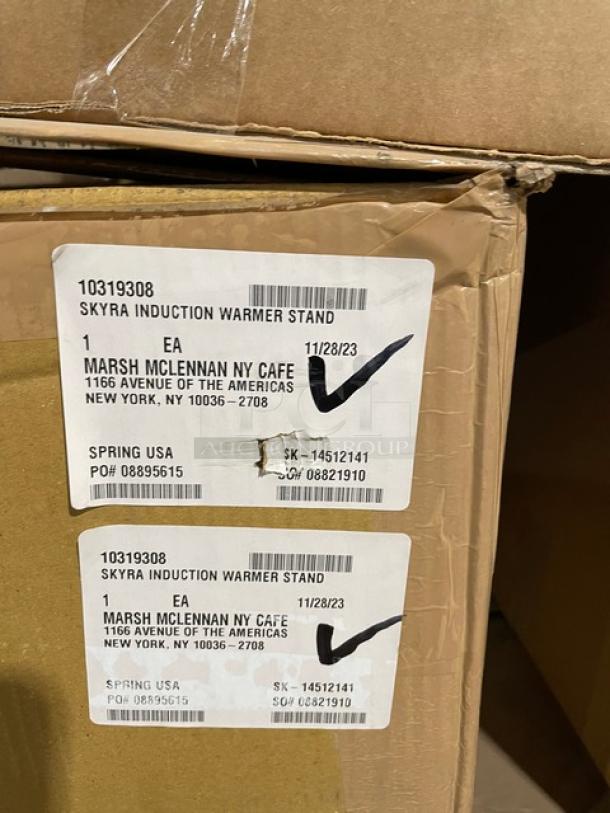 10319308
SKYRA INDUCTION WARMER STAND
1 EA 11/28/23
MARSH MCLENNAN NY CAFE
1166 AVENUE OF THE AMERICAS
NEW YORK, NY 10036-2708
AUCTION GROUP
SPRING USA SK-14512141
PO# 08895615 SO# 08821910
10319308
SKYRA INDUCTION WARMER STAND
1 EA 11/28/23
MARSH MCLENNAN NY CAFE
1166 AVENUE OF THE AMERICAS
NEW YORK, NY 10036-2708
SPRING USA SK-14512141
PO# 08895615 SO# 08821910